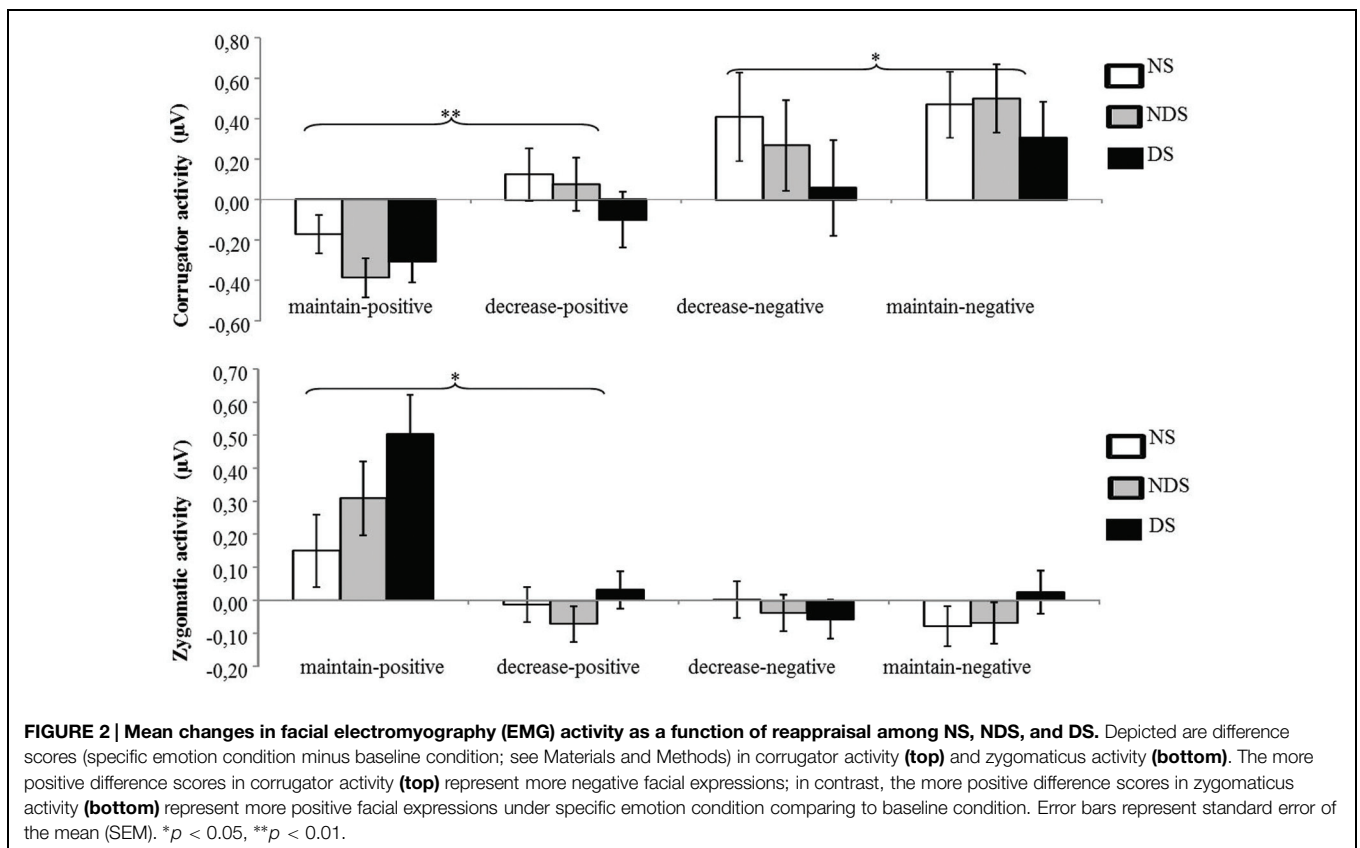 0,80
0,60
0,40
0,20
0,00
-0,20
-0,40
-0,60
Corrugator activity (µV)
**
*
NS
NDS
DS
maintain-positive decrease-positive decrease-negative maintain-negative
0,70
0,60
0,50
0,40
0,30
0,20
0,10
0,00
-0,10
-0,20
Zygomatic activity (µV)
*
NS
NDS
DS
maintain-positive decrease-positive decrease-negative maintain-negative
FIGURE 2 | Mean changes in facial electromyography (EMG) activity as a function of reappraisal among NS, NDS, and DS. Depicted are difference
scores (specific emotion condition minus baseline condition; see Materials and Methods) in corrugator activity (top) and zygomaticus activity (bottom). The more
positive difference scores in corrugator activity (top) represent more negative facial expressions; in contrast, the more positive difference scores in zygomaticus
activity (bottom) represent more positive facial expressions under specific emotion condition comparing to baseline condition. Error bars represent standard error of
the mean (SEM). *p < 0.05, **p < 0.01.